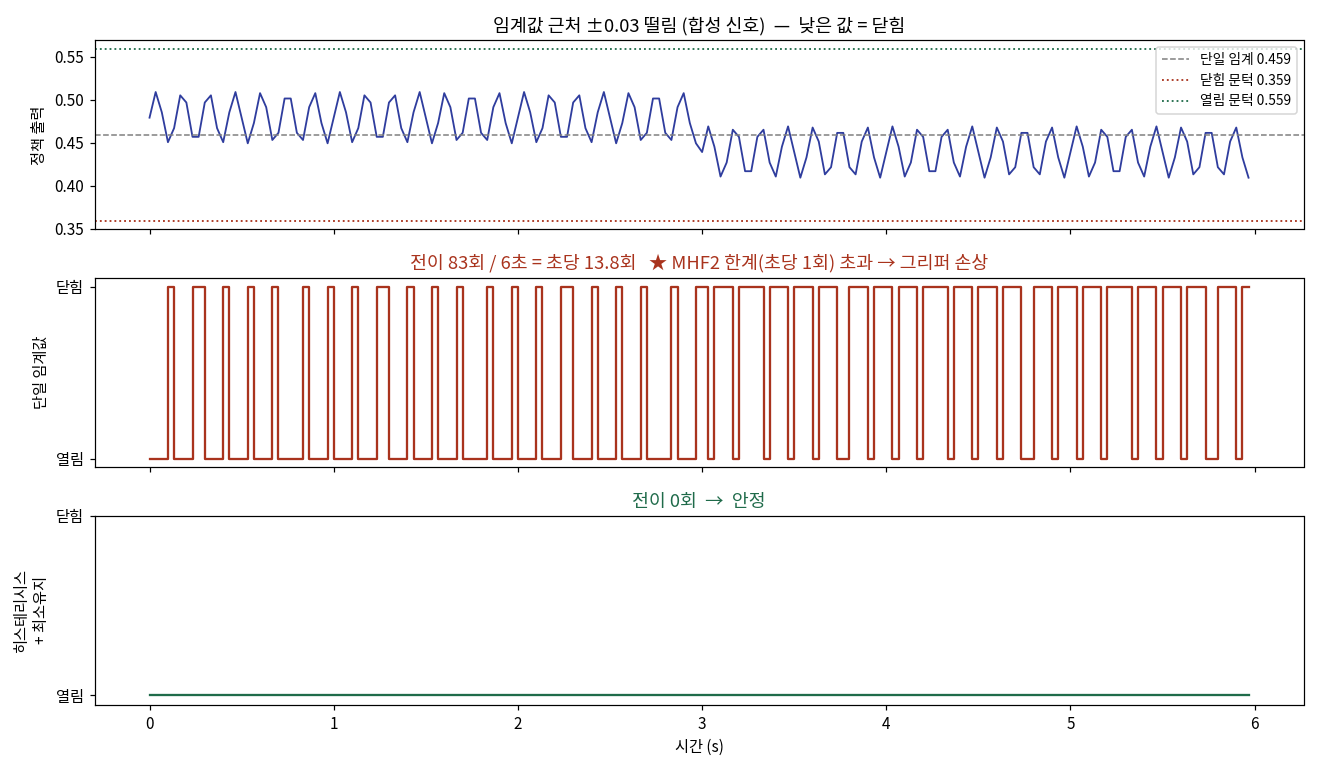 임계값 근처 ±0.03 떨림 (합성 신호) — 낮은 값 = 닫힘
정책 출력
0.55
0.50
0.45
0.40
0.35
단일 임계 0.459
닫힘 문턱 0.359
열림 문턱 0.559
전이 83회 / 6초 = 초당 13.8회 ★ MHF2 한계(초당 1회) 초과 → 그리퍼 손상
단일 임계값
닫힘
열림
전이 0회 → 안정
히스테리시스
+ 최소유지
닫힘
열림
0 1 2 3 4 5 6
시간 (s)